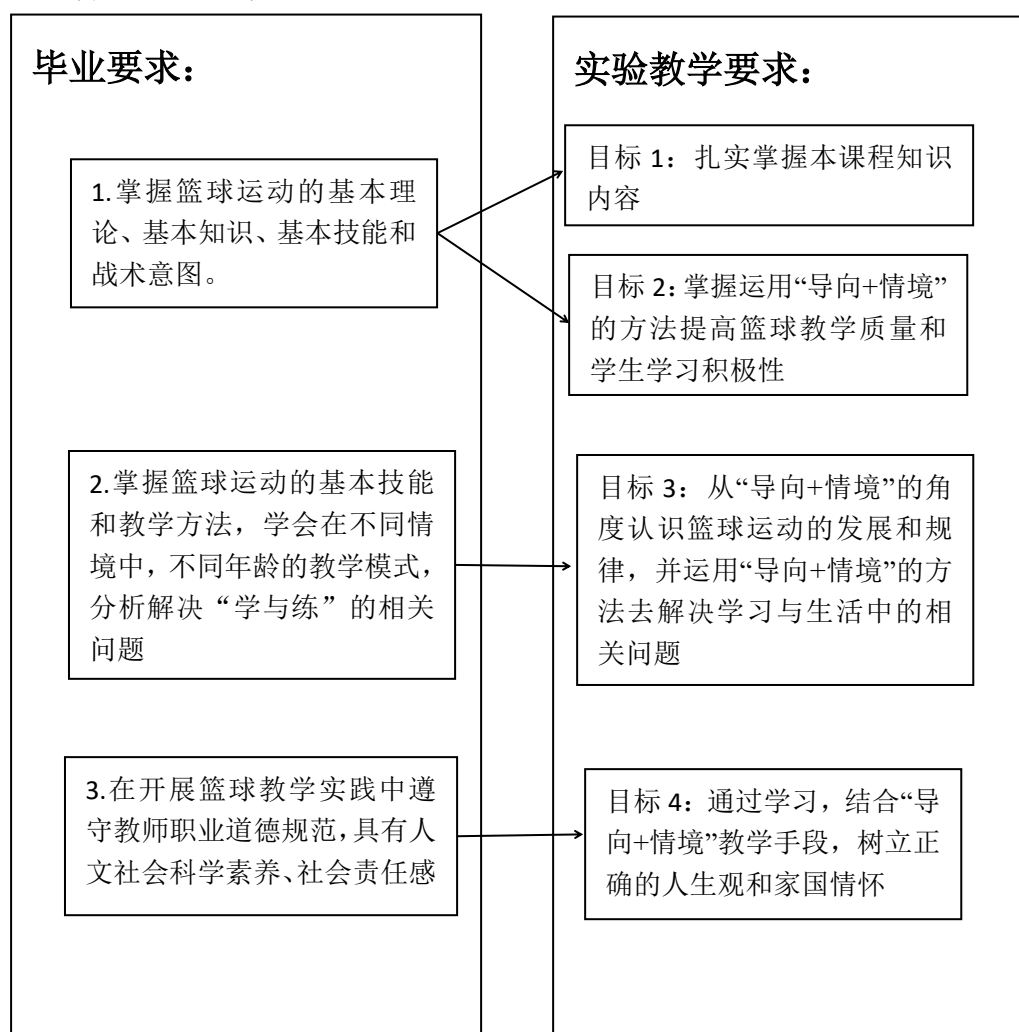 毕业要求：
1.掌握篮球运动的基本理
论、基本知识、基本技能和
战术意图。
2.掌握篮球运动的基本技能
和教学方法，学会在不同情
境中，不同年龄的教学模式，
分析解决“学与练”的相关
问题
3.在开展篮球教学实践中遵
守教师职业道德规范，具有人
文社会科学素养、社会责任感
实验教学要求：
目标 1：扎实掌握本课程知识
内容
目标 2：掌握运用“导向+情境”
的方法提高篮球教学质量和
学生学习积极性
目标 3：从“导向+情境”的角
度认识篮球运动的发展和规
律，并运用“导向+情境”的方
法去解决学习与生活中的相
关问题
目标 4：通过学习，结合“导
向+情境”教学手段，树立正
确的人生观和家国情怀